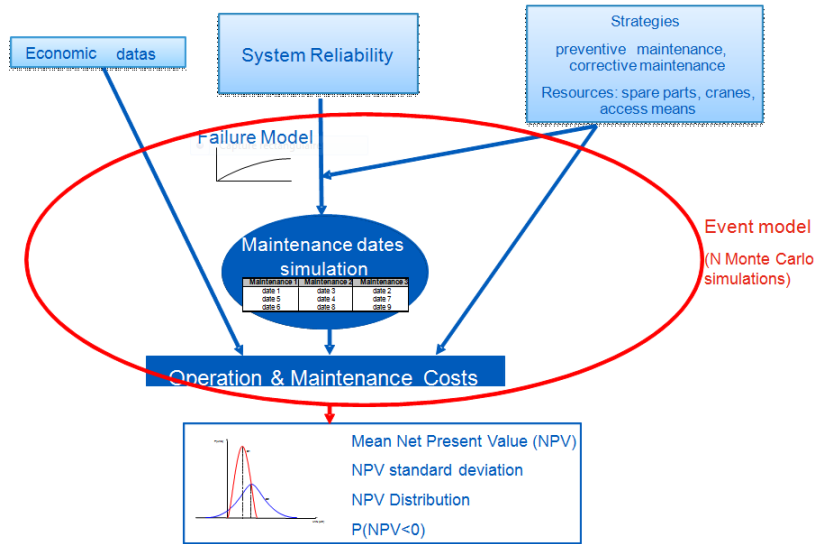 Economic datas
System Reliability
Strategies
preventive maintenance,
corrective maintenance
Resources: spare parts, cranes,
access means
Failure Model
Event model
(N Monte Carlo
simulations)
Maintenance dates
simulation
Maintenance 1 Maintenance 2 Maintenance 3
date 1 date 3 date 2
date 5 date 4 date 7
date 6 date 8 date 9
Operation & Maintenance Costs
Mean Net Present Value (NPV)
NPV standard deviation
NPV Distribution
P(NPV<0)